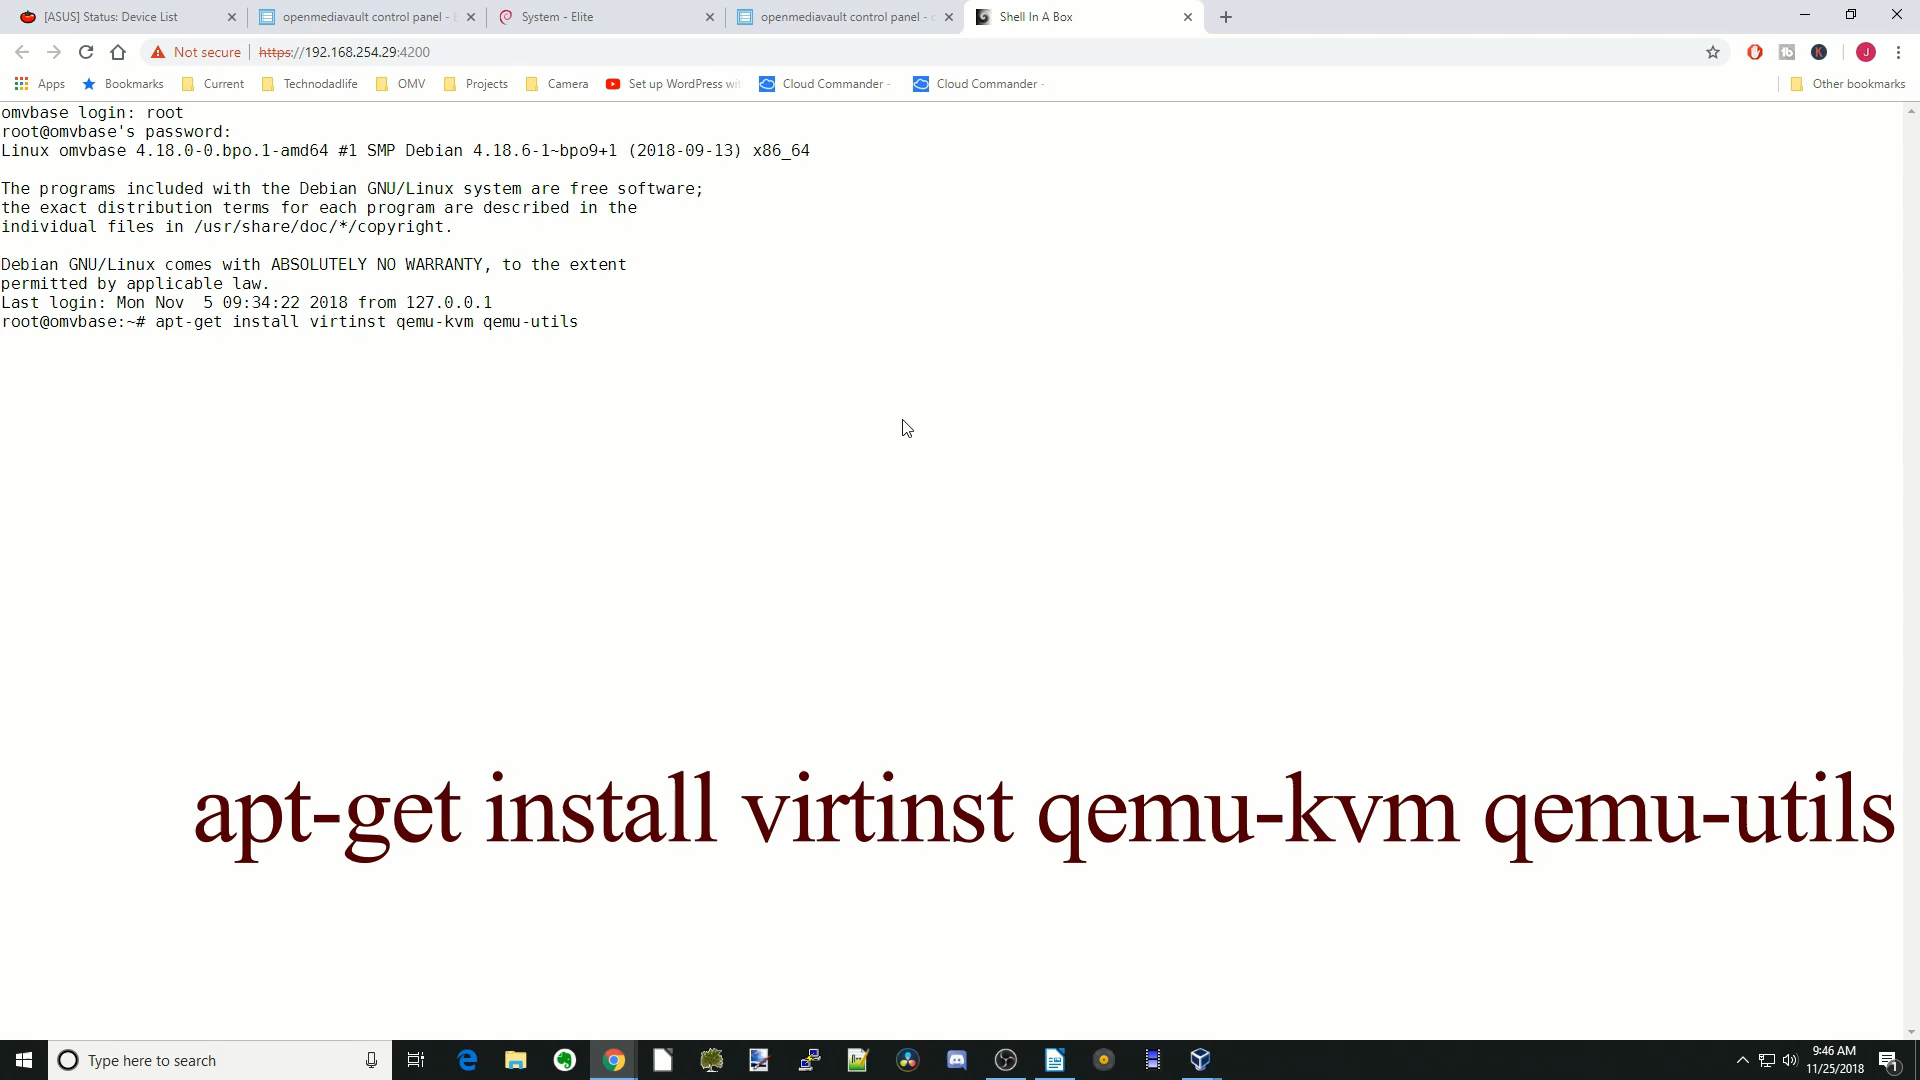 [ASUS] Status: Device List
openmediavault control panel -
System - Elite
openmediavault control panel -
Shell In A Box
Not secure
https://192.168.254.29:4200
J
Apps
Bookmarks
Current
Technodadlife
OMV
Projects
Camera
Set up WordPress wit
Cloud Commander -
Cloud Commander -
Other bookmarks
omvbase login: root
root@omvbase's password:
Linux omvbase 4.18.0-0.bpo.1-amd64 #1 SMP Debian 4.18.6-1~bpo9+1 (2018-09-13) x86_64
The programs included with the Debian GNU/Linux system are free software;
the exact distribution terms for each program are described in the
individual files in /usr/share/doc/*/copyright.
Debian GNU/Linux comes with ABSOLUTELY NO WARRANTY, to the extent
permitted by applicable law.
Last login: Mon Nov  5 09:34:22 2018 from 127.0.0.1
root@omvbase:~# apt-get install virtinst qemu-kvm qemu-utils
apt-get install virtinst qemu-kvm qemu-utils
Type here to search
9:46 AM
11/25/2018
1